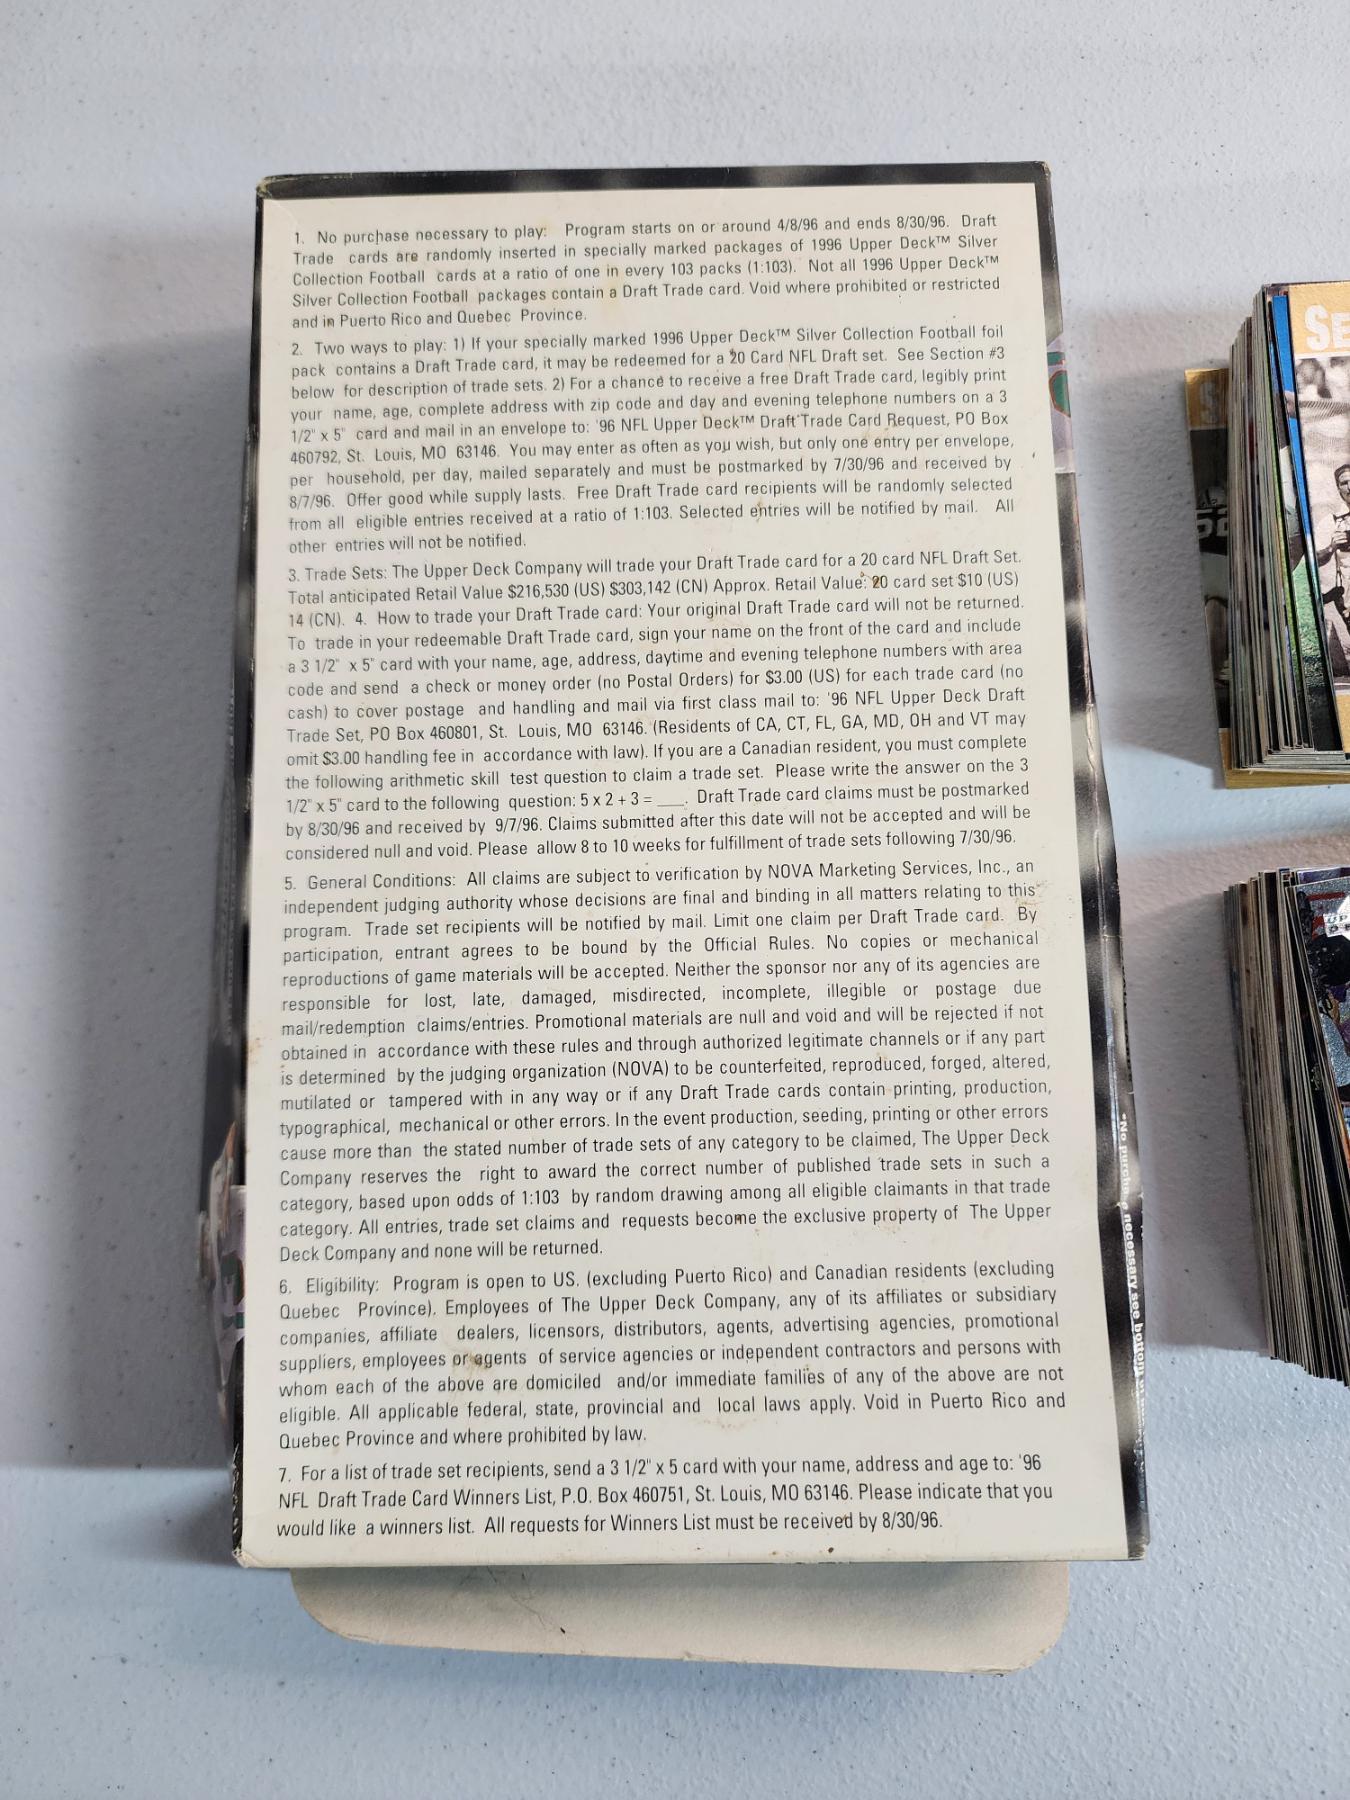 1. No purchase necessary to play: Program starts on or around 4/8/96 and ends 8/30/96. Draft
Trade cards are randomly inserted in specially marked packages of 1996 Upper Deck™ Silver
Collection Football cards at a ratio of one in every 103 packs (1:103). Not all 1996 Upper Deck™
Silver Collection Football packages contain a Draft Trade card. Void where prohibited or restricted
and in Puerto Rico and Quebec Province.
2. Two ways to play: 1) If your specially marked 1996 Upper Deck™ Silver Collection Football foil
pack contains a Draft Trade card, it may be redeemed for a 20 Card NFL Draft set. See Section #3
below for description of trade sets. 2) For a chance to receive a free Draft Trade card, legibly print
your name, age, complete address with zip code and day and evening telephone numbers on a 3
1/2" x 5" card and mail in an envelope to: '96 NFL Upper Deck™ Draft Trade Card Request, PO Box
460792, St. Louis, MO 63146. You may enter as often as you wish, but only one entry per envelope,
per household, per day, mailed separately and must be postmarked by 7/30/96 and received by
8/7/96. Offer good while supply lasts. Free Draft Trade card recipients will be randomly selected
from all eligible entries received at a ratio of 1:103. Selected entries will be notified by mail. All
other entries will not be notified.
3. Trade Sets: The Upper Deck Company will trade your Draft Trade card for a 20 card NFL Draft Set.
Total anticipated Retail Value $216,530 (US) $303,142 (CN) Approx. Retail Value: 20 card set $10 (US)
14 (CN). 4. How to trade your Draft Trade card: Your original Draft Trade card will not be returned.
To trade in your redeemable Draft Trade card, sign your name on the front of the card and include
a 3 1/2" x 5" card with your name, age, address, daytime and evening telephone numbers with area
code and send a check or money order (no Postal Orders) for $3.00 (US) for each trade card (no
cash) to cover postage and handling and mail via first class mail to: '96 NFL Upper Deck Draft
Trade Set, PO Box 460801, St. Louis, MO 63146. (Residents of CA, CT, FL, GA, MD, OH and VT may
omit $3.00 handling fee in accordance with law). If you are a Canadian resident, you must complete
the following arithmetic skill test question to claim a trade set. Please write the answer on the 3
1/2" x 5" card to the following question: 5 x 2 + 3 = ___. Draft Trade card claims must be postmarked
by 8/30/96 and received by 9/7/96. Claims submitted after this date will not be accepted and will be
considered null and void. Please allow 8 to 10 weeks for fulfillment of trade sets following 7/30/96.
5. General Conditions: All claims are subject to verification by NOVA Marketing Services, Inc., an
independent judging authority whose decisions are final and binding in all matters relating to this
program. Trade set recipients will be notified by mail. Limit one claim per Draft Trade card. By
participation, entrant agrees to be bound by the Official Rules. No copies or mechanical
reproductions of game materials will be accepted. Neither the sponsor nor any of its agencies are
responsible for lost, late, damaged, misdirected, incomplete, illegible or postage due
mail/redemption claims/entries. Promotional materials are null and void and will be rejected if not
obtained in accordance with these rules and through authorized legitimate channels or if any part
is determined by the judging organization (NOVA) to be counterfeited, reproduced, forged, altered,
mutilated or tampered with in any way or if any Draft Trade cards contain printing, production,
typographical, mechanical or other errors. In the event production, seeding, printing or other errors
cause more than the stated number of trade sets of any category to be claimed, The Upper Deck
Company reserves the right to award the correct number of published trade sets in such a
category, based upon odds of 1:103 by random drawing among all eligible claimants in that trade
category. All entries, trade set claims and requests become the exclusive property of The Upper
Deck Company and none will be returned.
6. Eligibility: Program is open to US. (excluding Puerto Rico) and Canadian residents (excluding
Quebec Province). Employees of The Upper Deck Company, any of its affiliates or subsidiary
companies, affiliate dealers, licensors, distributors, agents, advertising agencies, promotional
suppliers, employees or agents of service agencies or independent contractors and persons with
whom each of the above are domiciled and/or immediate families of any of the above are not
eligible. All applicable federal, state, provincial and local laws apply. Void in Puerto Rico and
Quebec Province and where prohibited by law.
7. For a list of trade set recipients, send a 3 1/2" x 5 card with your name, address and age to: '96
NFL Draft Trade Card Winners List, P.O. Box 460751, St. Louis, MO 63146. Please indicate that you
would like a winners list. All requests for Winners List must be received by 8/30/96.
*No purchase necessary see bottom
SE